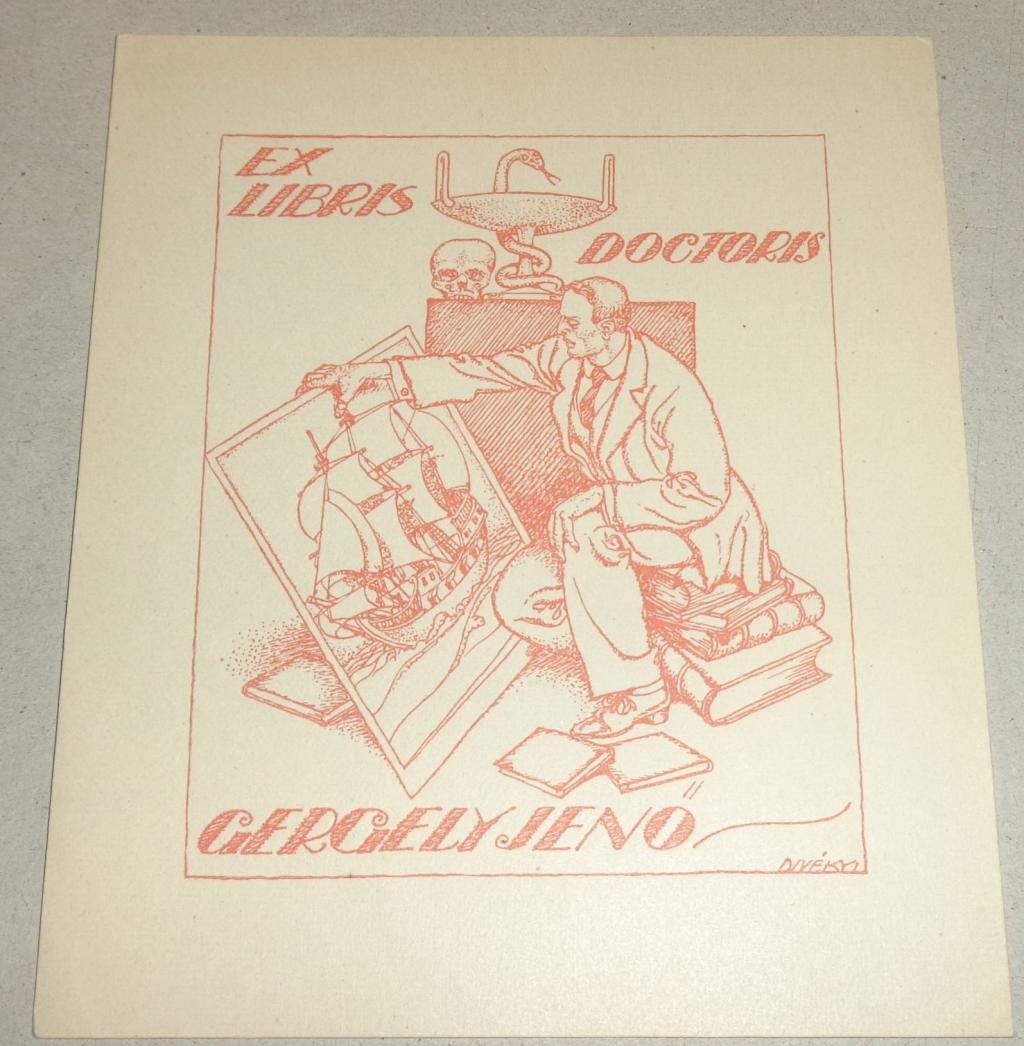 EX
LIBRIS
DOCTORIS
GERGELY JENŐ
DIVÉKY